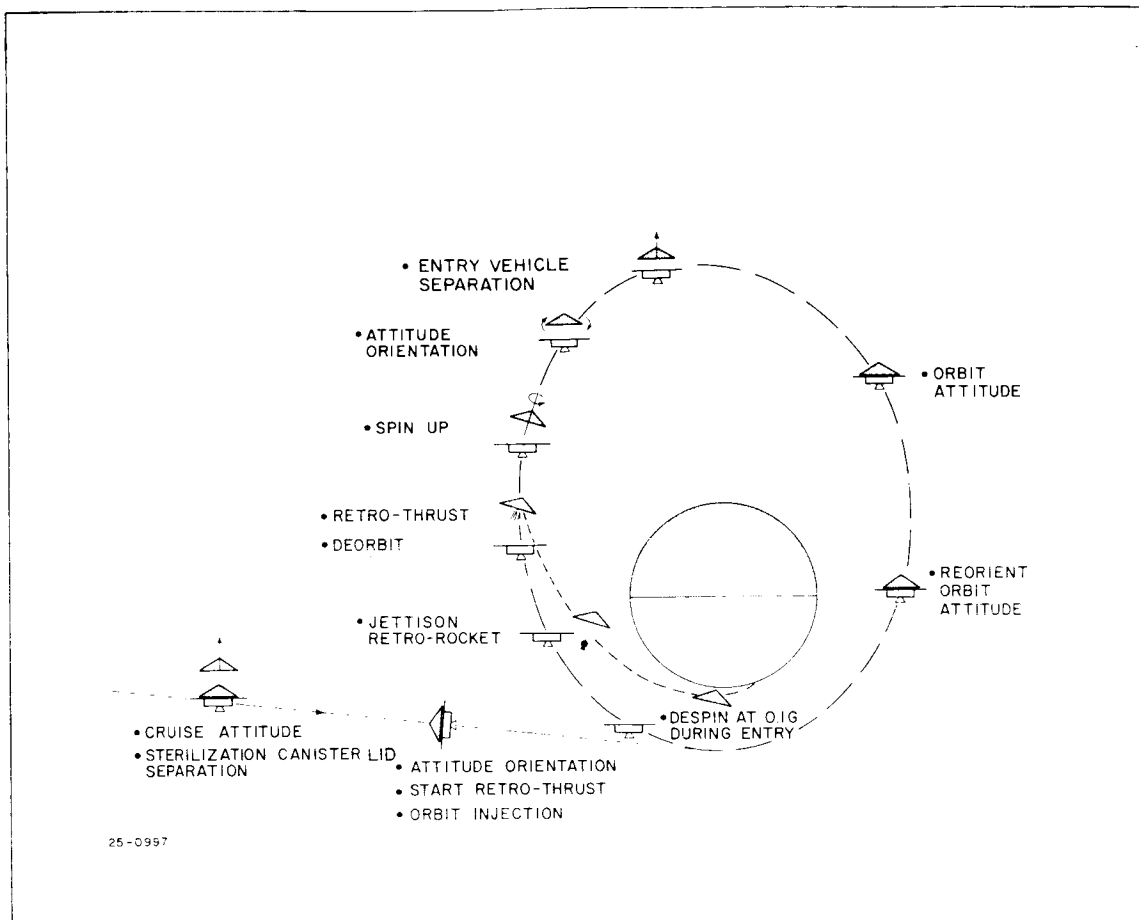 • ENTRY VEHICLE
SEPARATION
• ATTITUDE
ORIENTATION
• ORBIT
ATTITUDE
• SPIN UP
• RETRO-THRUST
• DEORBIT
• REORIENT
ORBIT
ATTITUDE
• JETTISON
RETRO-ROCKET
• DESPIN AT 0.1G
DURING ENTRY
• CRUISE ATTITUDE
• STERILIZATION CANISTER LID
SEPARATION
• ATTITUDE ORIENTATION
• START RETRO-THRUST
• ORBIT INJECTION
25-0997